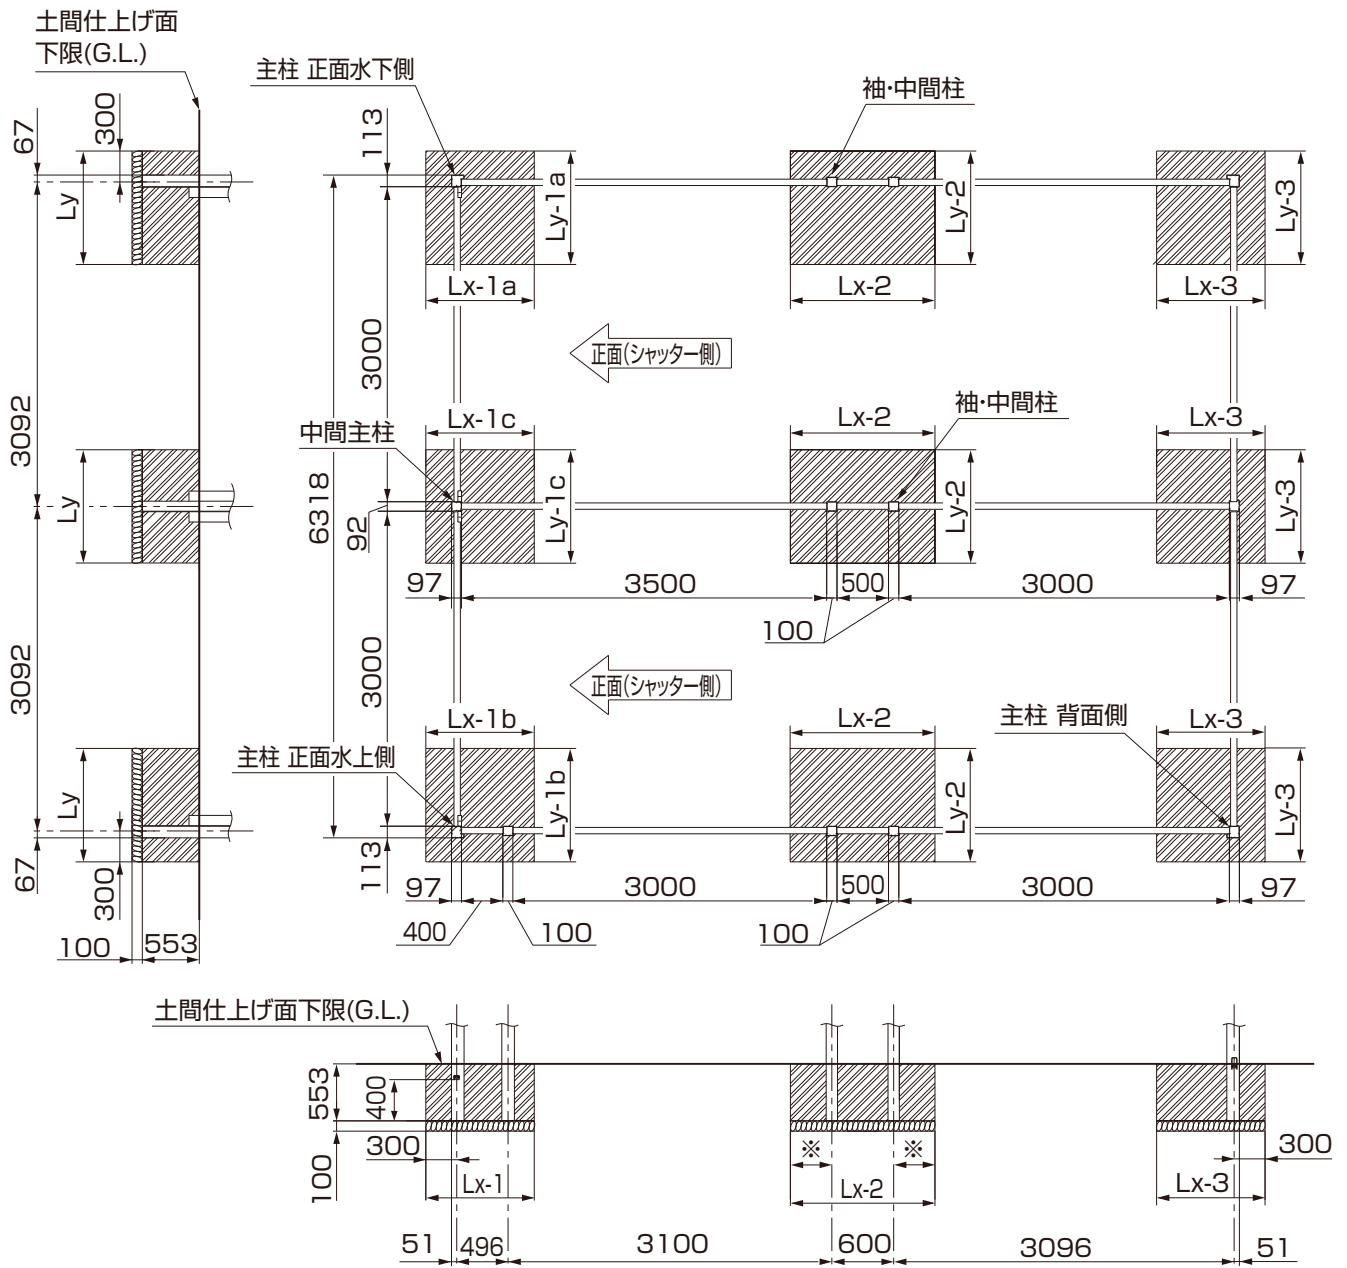 土間仕上げ面
下限(G.L.)
主柱 正面水下側
袖・中間柱
67
300
113
Ly
Ly-1a
Ly-2
Ly-3
Lx-1a
Lx-2
Lx-3
3000
正面(シャッター側)
3092
6318
中間主柱
Lx-1c
Lx-2
袖・中間柱
Lx-3
Ly
92
Ly-1c
Ly-2
Ly-3
97
3500
500
3000
97
100
3092
3000
正面(シャッター側)
Lx-1b
Lx-2
主柱 背面側
Lx-3
主柱 正面水上側
Ly
Ly-1b
Ly-2
Ly-3
67
300
113
97
3000
500
3000
97
400
100
100
100
553
土間仕上げ面下限(G.L.)
553
400
100
300
※
※
300
Lx-1
Lx-2
Lx-3
51
496
3100
600
3096
51